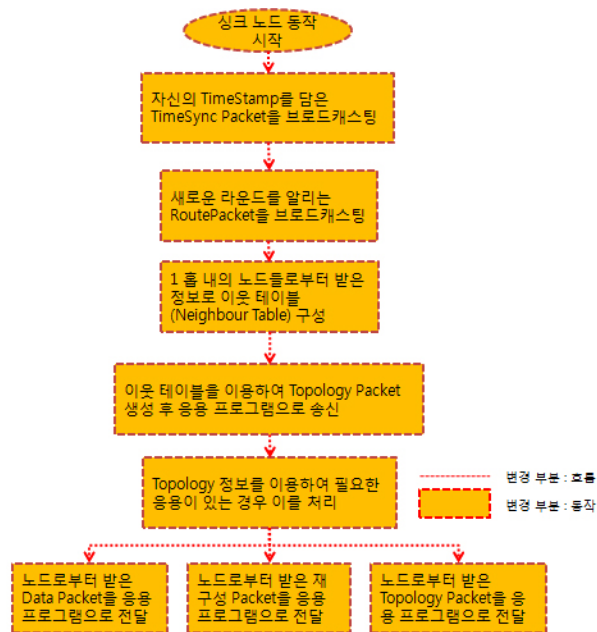 싱크 노드 동작
시작
자신의 TimeStamp를 담은
TimeSync Packet을 브로드캐스팅
새로운 라운드를 알리는
RoutePacket을 브로드캐스팅
1 홉 내의 노드들로부터 받은
정보로 이웃 테이블
(Neighbour Table) 구성
이웃 테이블을 이용하여 Topology Packet
생성 후 응용 프로그램으로 송신
Topology 정보를 이용하여 필요한
응용이 있는 경우 이를 처리
변경 부분 : 흐름
변경 부분 : 동작
노드로부터 받은
Data Packet을 응용
프로그램으로 전달
노드로부터 받은 재
구성 Packet을 응용
프로그램으로 전달
노드로부터 받은
Topology Packet을 응
용 프로그램으로 전달